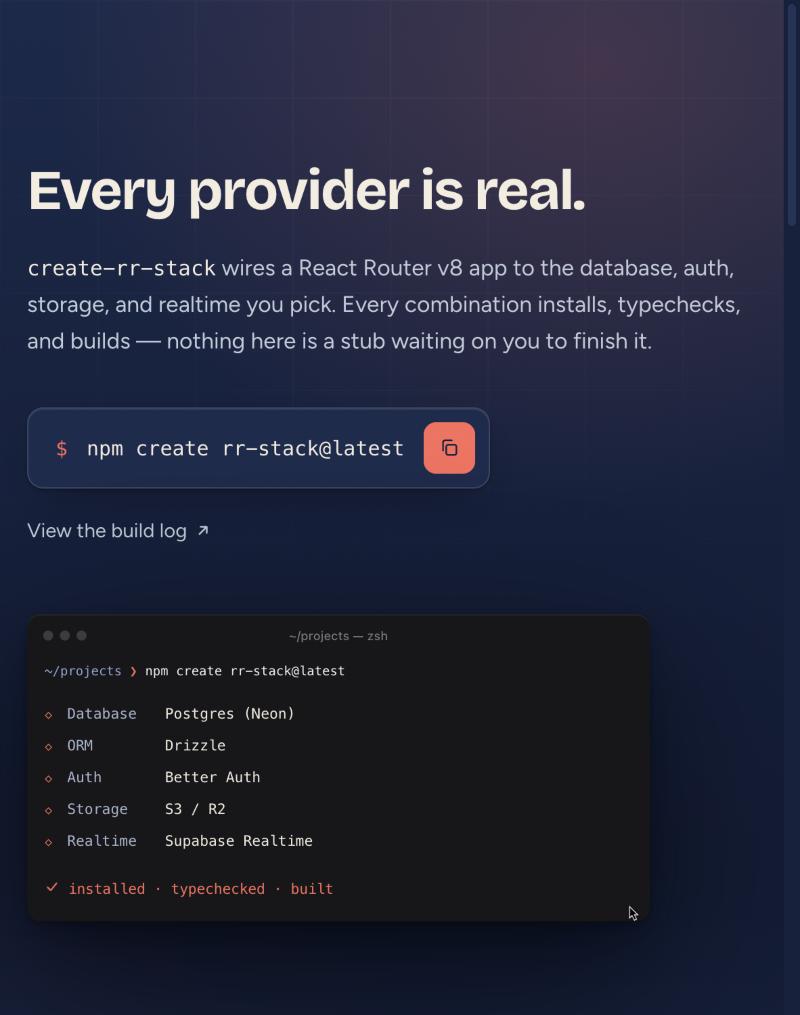 Every provider is real.
create-rr-stack wires a React Router v8 app to the database, auth,
storage, and realtime you pick. Every combination installs, typechecks,
and builds — nothing here is a stub waiting on you to finish it.
$ npm create rr-stack@latest
View the build log ↗
~/projects — zsh
~/projects ❯ npm create rr-stack@latest
◇ Database Postgres (Neon)
◇ ORM Drizzle
◇ Auth Better Auth
◇ Storage S3 / R2
◇ Realtime Supabase Realtime
✓ installed · typechecked · built